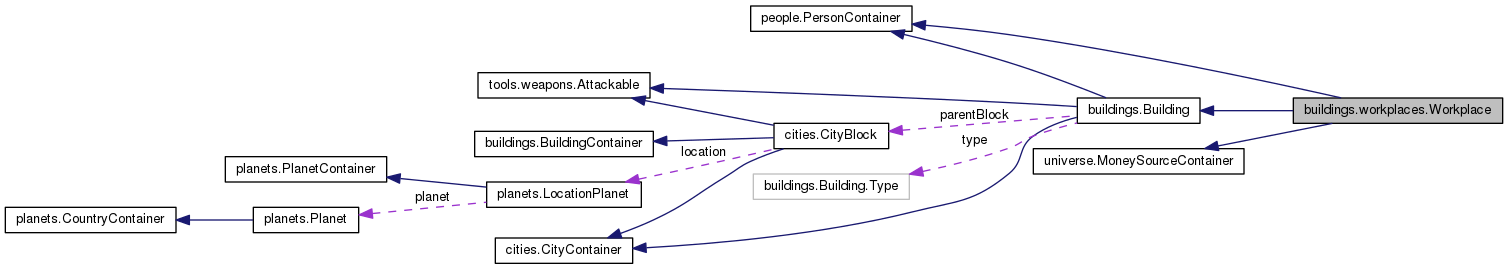 people.PersonContainer
tools.weapons.Attackable
buildings.Building
buildings.workplaces.Workplace
parentBlock
cities.CityBlock
buildings.BuildingContainer
type
location
universe.MoneySourceContainer
planets.PlanetContainer
buildings.Building.Type
planets.LocationPlanet
planet
planets.CountryContainer
planets.Planet
cities.CityContainer